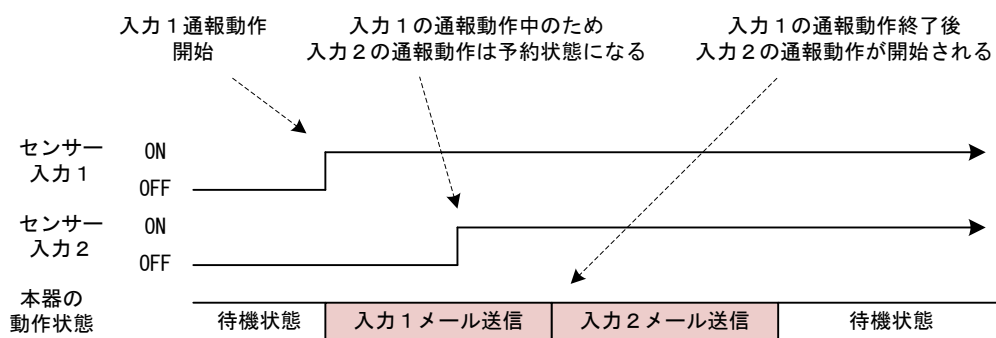 入力１通報動作
開始
入力１の通報動作中のため
入力２の通報動作は予約状態になる
入力１の通報動作終了後
入力２の通報動作が開始される
センサー
入力１
ON
OFF
センサー
入力２
ON
OFF
本器の
動作状態
待機状態
入力１メール送信
入力２メール送信
待機状態